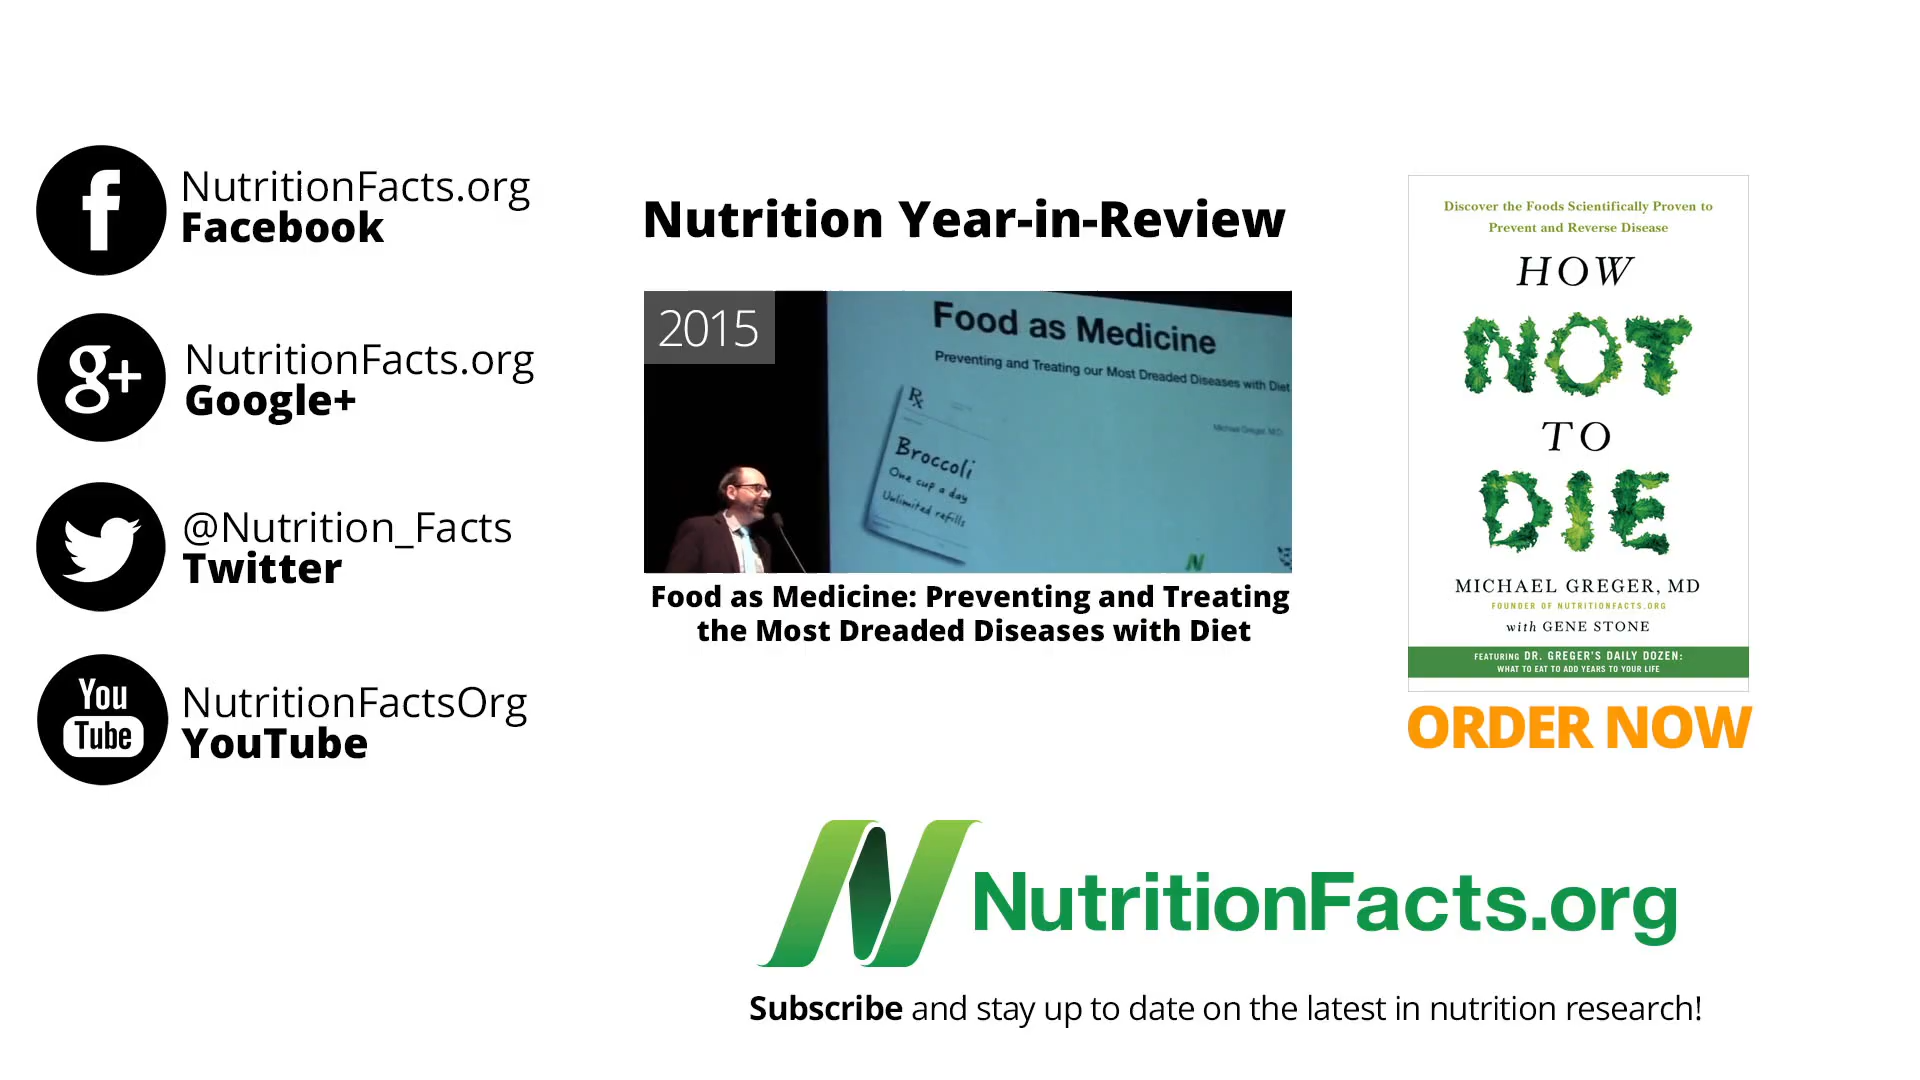 NutritionFacts.org
Facebook
g+
NutritionFacts.org
Google+
@Nutrition_Facts
Twitter
You
Tube
NutritionFactsOrg
YouTube
Nutrition Year-in-Review
2015
Food as Medicine
Preventing and Treating our Most Dreaded Diseases with Diet
Michael Greger, M.D.
Rx
Broccoli
One cup a day
Unlimited refills
Food as Medicine: Preventing and Treating
the Most Dreaded Diseases with Diet
Discover the Foods Scientifically Proven to
Prevent and Reverse Disease
HOW
NOT
TO
DIE
MICHAEL GREGER, MD
FOUNDER OF NUTRITIONFACTS.ORG
with GENE STONE
FEATURING DR. GREGER'S DAILY DOZEN:
WHAT TO EAT TO ADD YEARS TO YOUR LIFE
ORDER NOW
NutritionFacts.org
Subscribe and stay up to date on the latest in nutrition research!